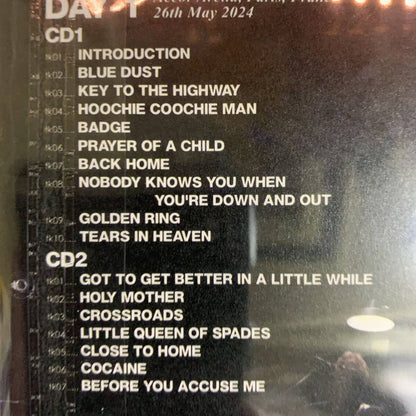 DAY 1
Accor Arena, Paris, France
26th May 2024
CD1
tk01 INTRODUCTION
tk02 BLUE DUST
tk03 KEY TO THE HIGHWAY
tk04 HOOCHIE COOCHIE MAN
tk05 BADGE
tk06 PRAYER OF A CHILD
tk07 BACK HOME
tk08 NOBODY KNOWS YOU WHEN
YOU'RE DOWN AND OUT
tk09 GOLDEN RING
tk10 TEARS IN HEAVEN
CD2
tk01 GOT TO GET BETTER IN A LITTLE WHILE
tk02 HOLY MOTHER
tk03 CROSSROADS
tk04 LITTLE QUEEN OF SPADES
tk05 CLOSE TO HOME
tk06 COCAINE
tk07 BEFORE YOU ACCUSE ME